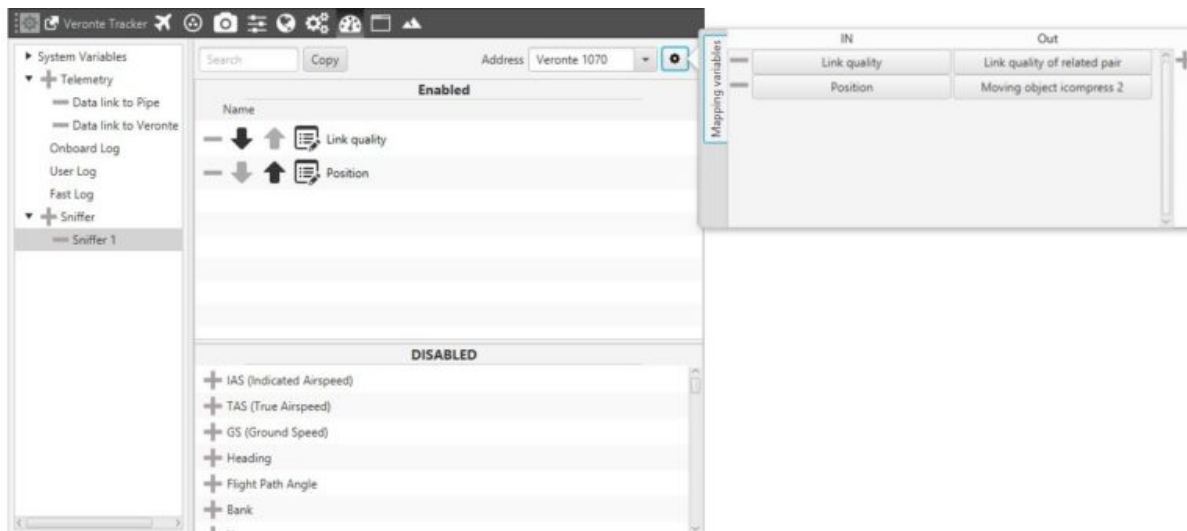 Veronte Tracker
System Variables
Telemetry
Data link to Pipe
Data link to Veronte
Onboard Log
User Log
Fast Log
Sniffer
Sniffer 1
Search Copy Address Veronte 1070
Enabled
Name
Link quality
Position
DISABLED
IAS (Indicated Airspeed)
TAS (True Airspeed)
GS (Ground Speed)
Heading
Flight Path Angle
Bank
Mapping variables
IN Out
Link quality Link quality of related pair
Position Moving object icompress 2